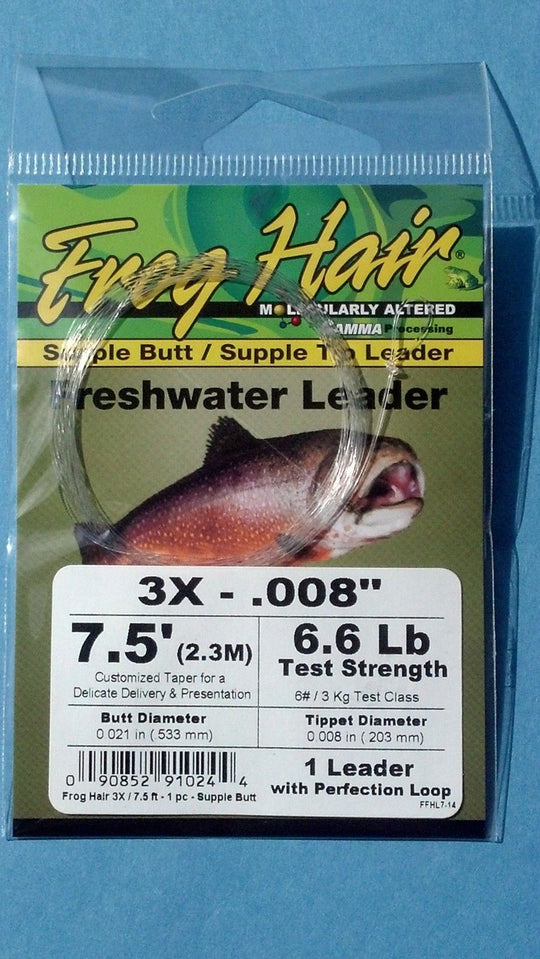 Frog Hair®
MOLECULARLY ALTERED
GAMMA Processing
Supple Butt / Supple Tip Leader
Freshwater Leader
3X - .008"
7.5' (2.3M)
Customized Taper for a
Delicate Delivery & Presentation
6.6 Lb
Test Strength
6# / 3 Kg Test Class
Butt Diameter
0.021 in ( 533 mm)
Tippet Diameter
0.008 in ( 203 mm)
0 90852 91024 4
Frog Hair 3X / 7.5 ft - 1 pc - Supple Butt
1 Leader
with Perfection Loop
FFHL7-14